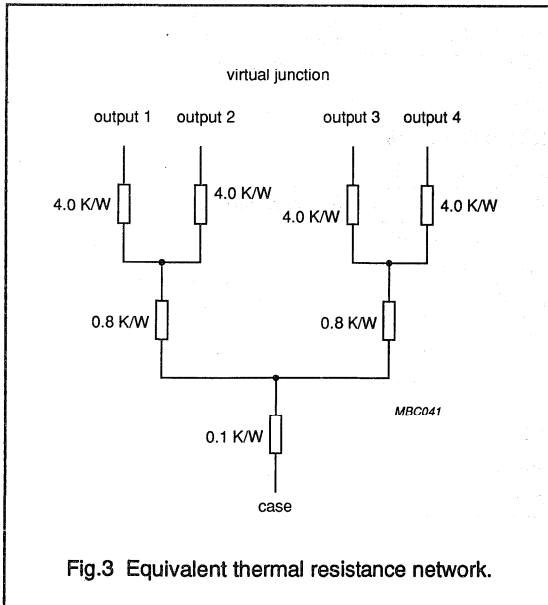 virtual junction
output 1 output 2 output 3 output 4
4.0 K/W 4.0 K/W 4.0 K/W 4.0 K/W
0.8 K/W 0.8 K/W
MBC041
0.1 K/W
case
Fig.3 Equivalent thermal resistance network.